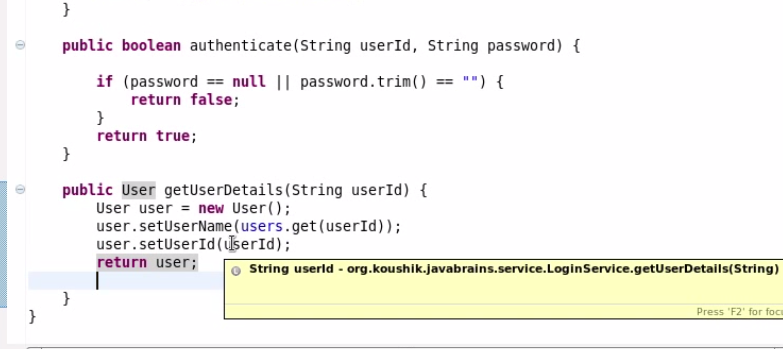 }
public boolean authenticate(String userId, String password) {
if (password == null || password.trim() == "") {
return false;
}
return true;
}
public User getUserDetails(String userId) {
User user = new User();
user.setUserName(users.get(userId));
user.setUserId(userId);
return user;
String userId - org.koushik.javabrains.service.LoginService.getUserDetails(String)
}
Press 'F2' for focu
}